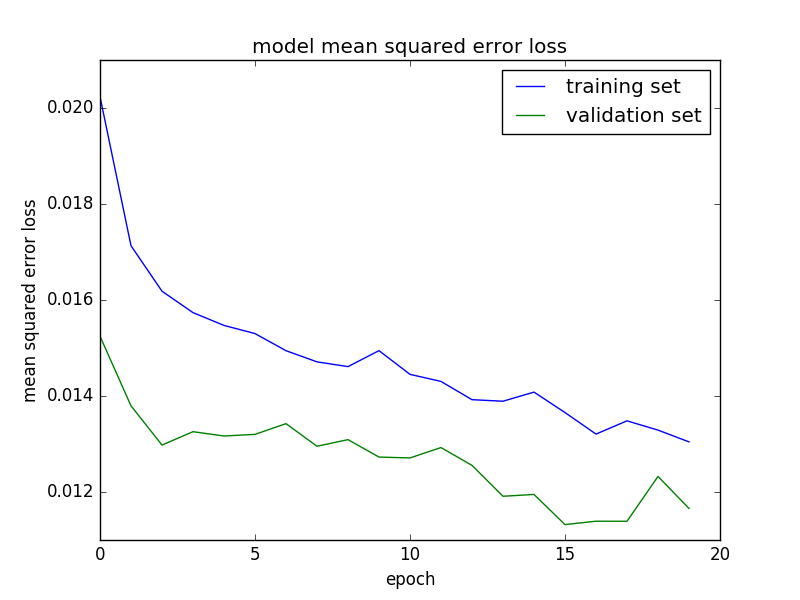 model mean squared error loss
training set
validation set
mean squared error loss
0.020
0.018
0.016
0.014
0.012
0 5 10 15 20
epoch